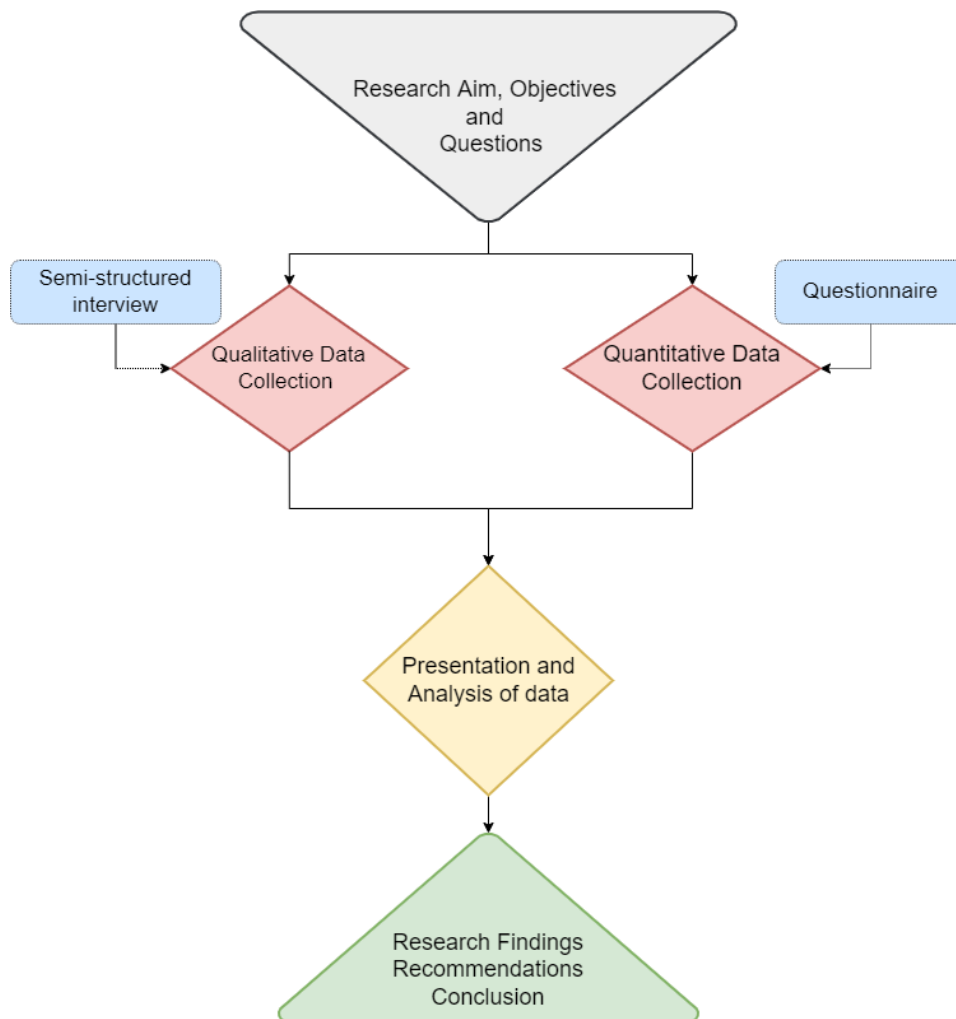 Research Aim, Objectives
and
Questions
Semi-structured
interview
Questionnaire
Qualitative Data
Collection
Quantitative Data
Collection
Presentation and
Analysis of data
Research Findings
Recommendations
Conclusion